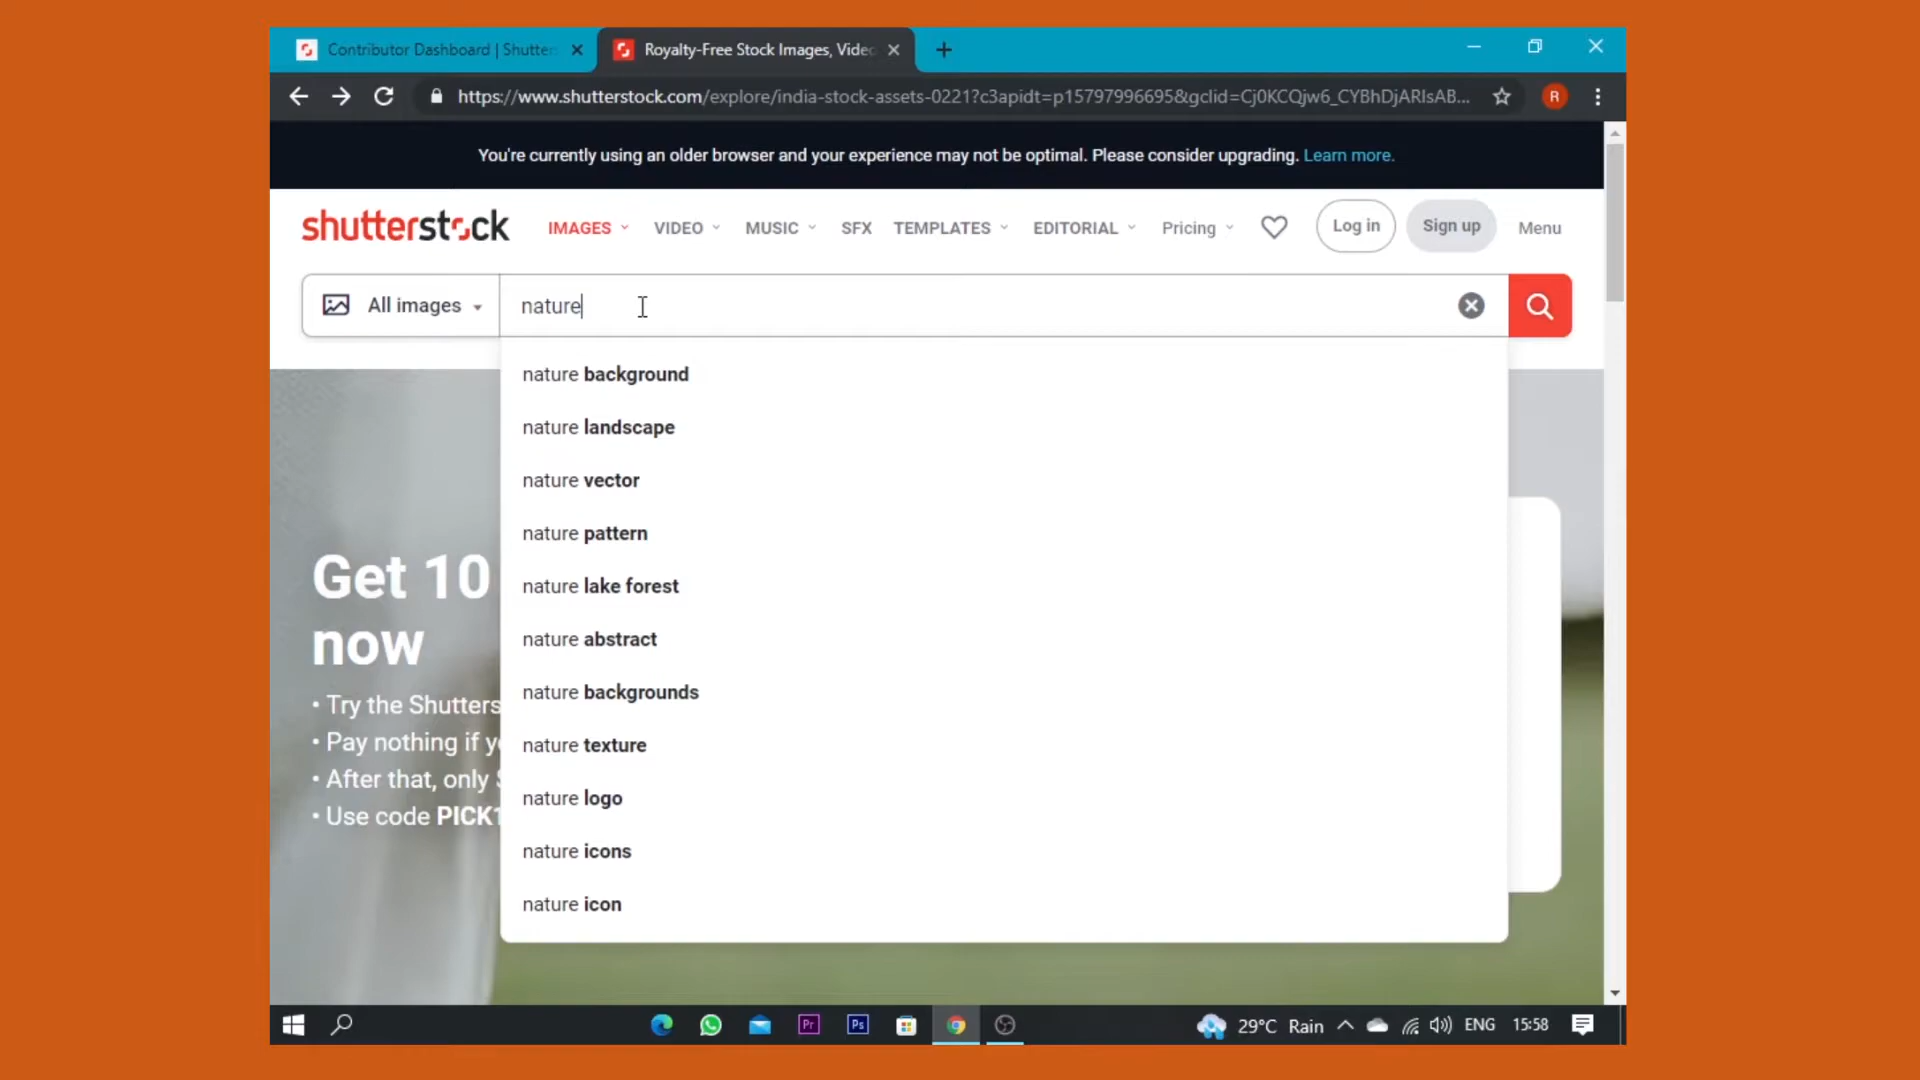 Contributor Dashboard | Shutter
Royalty-Free Stock Images, Vide
https://www.shutterstock.com/explore/india-stock-assets-0221?c3apidt=p15797996695&gclid=Cj0KCQjw6_CYBhDjARIsAB...
R
You're currently using an older browser and your experience may not be optimal. Please consider upgrading. Learn more.
shutterstock
IMAGES VIDEO MUSIC SFX TEMPLATES EDITORIAL Pricing Log in Sign up Menu
All images
nature
nature background
nature landscape
nature vector
nature pattern
nature lake forest
nature abstract
nature backgrounds
nature texture
nature logo
nature icons
nature icon
Get 10
now
• Try the Shutters
• Pay nothing if y
• After that, only
• Use code PICK1
Pr
Ps
29°C Rain
ENG
15:58